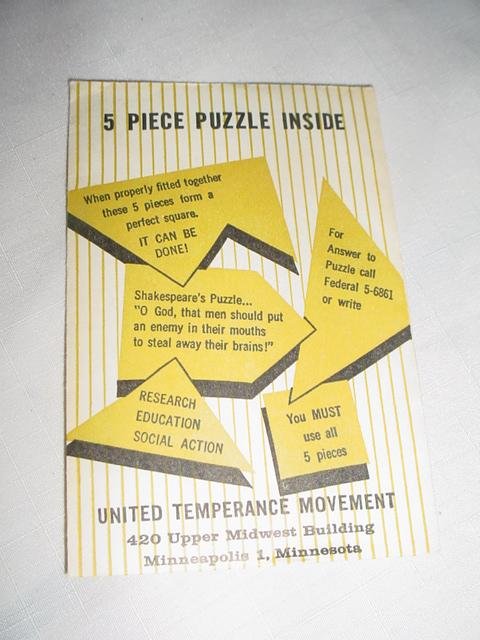 5 PIECE PUZZLE INSIDE
When properly fitted together
these 5 pieces form a
perfect square.
IT CAN BE
DONE!
For
Answer to
Puzzle call
Federal 5-6861
or write
Shakespeare's Puzzle...
"O God, that men should put
an enemy in their mouths
to steal away their brains!"
RESEARCH
EDUCATION
SOCIAL ACTION
You MUST
use all
5 pieces
UNITED TEMPERANCE MOVEMENT
420 Upper Midwest Building
Minneapolis 1, Minnesota